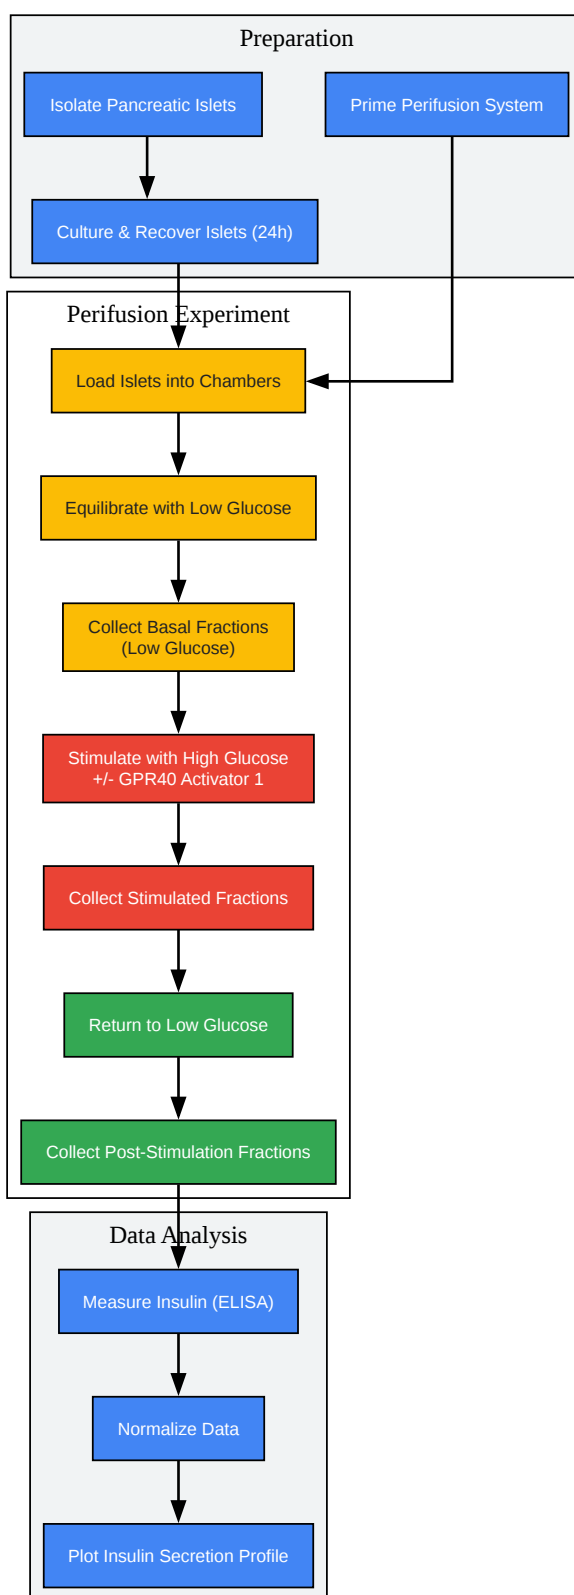 Preparation
Isolate Pancreatic Islets
Prime Perifusion System
Culture & Recover Islets (24h)
Perifusion Experiment
Load Islets into Chambers
Equilibrate with Low Glucose
Collect Basal Fractions
(Low Glucose)
Stimulate with High Glucose
+/- GPR40 Activator 1
Collect Stimulated Fractions
Return to Low Glucose
Collect Post-Stimulation Fractions
Data Analysis
Measure Insulin (ELISA)
Normalize Data
Plot Insulin Secretion Profile